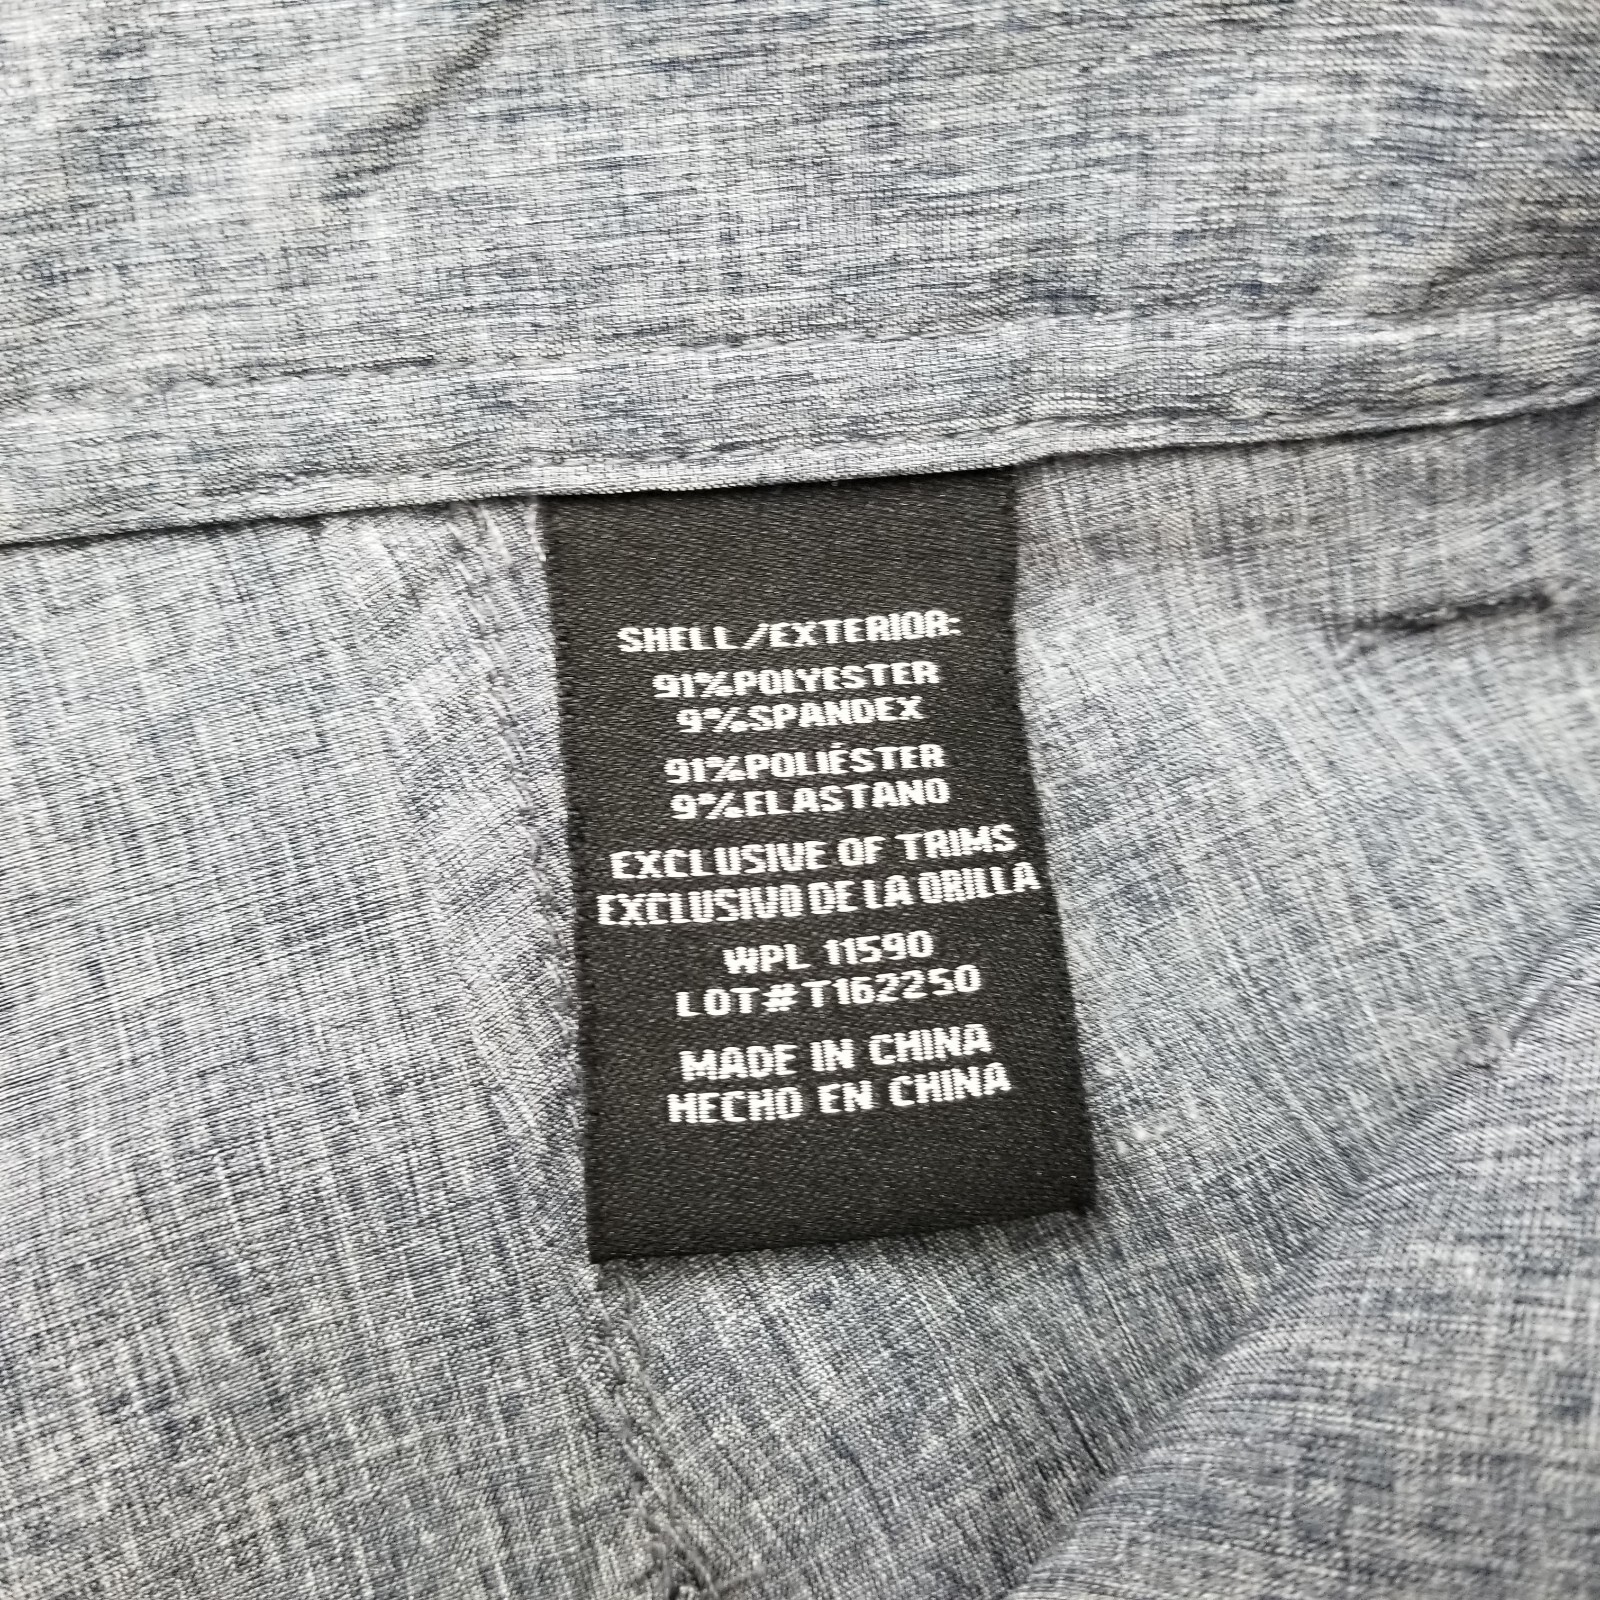 SHELL/EXTERIOR:
91%POLYESTER
9%SPANDEX
91%POLIÉSTER
9%ELASTANO
EXCLUSIVE OF TRIMS
EXCLUSIVO DE LA ORILLA
WPL 11590
LOT#T162250
MADE IN CHINA
HECHO EN CHINA